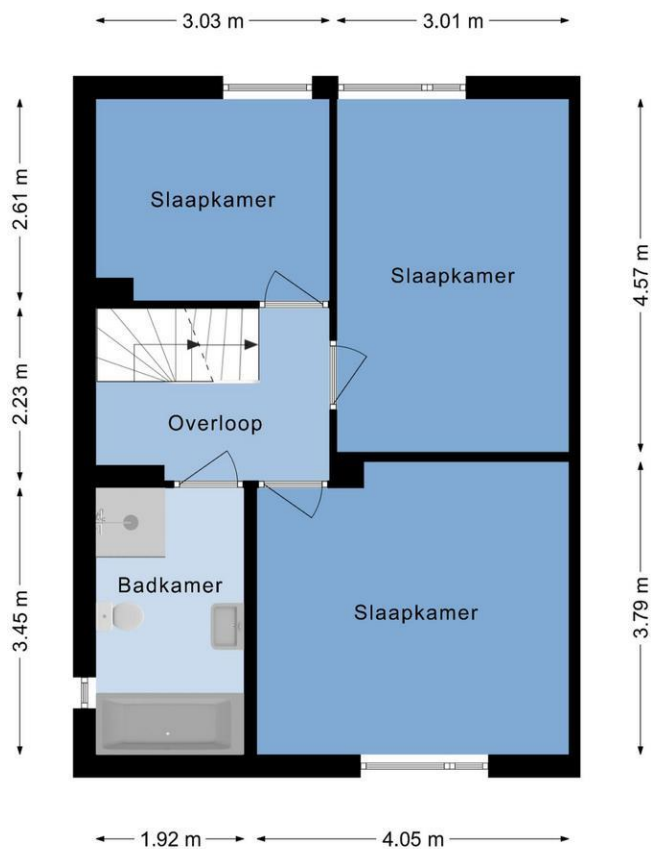 3.03 m
3.01 m
2.61 m
Slaapkamer
Slaapkamer
4.57 m
2.23 m
Overloop
3.45 m
Badkamer
Slaapkamer
3.79 m
1.92 m
4.05 m